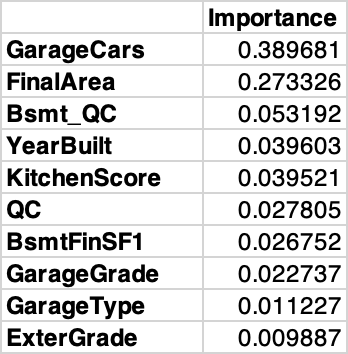 Importance
GarageCars 0.389681
FinalArea 0.273326
Bsmt_QC 0.053192
YearBuilt 0.039603
KitchenScore 0.039521
QC 0.027805
BsmtFinSF1 0.026752
GarageGrade 0.022737
GarageType 0.011227
ExterGrade 0.009887